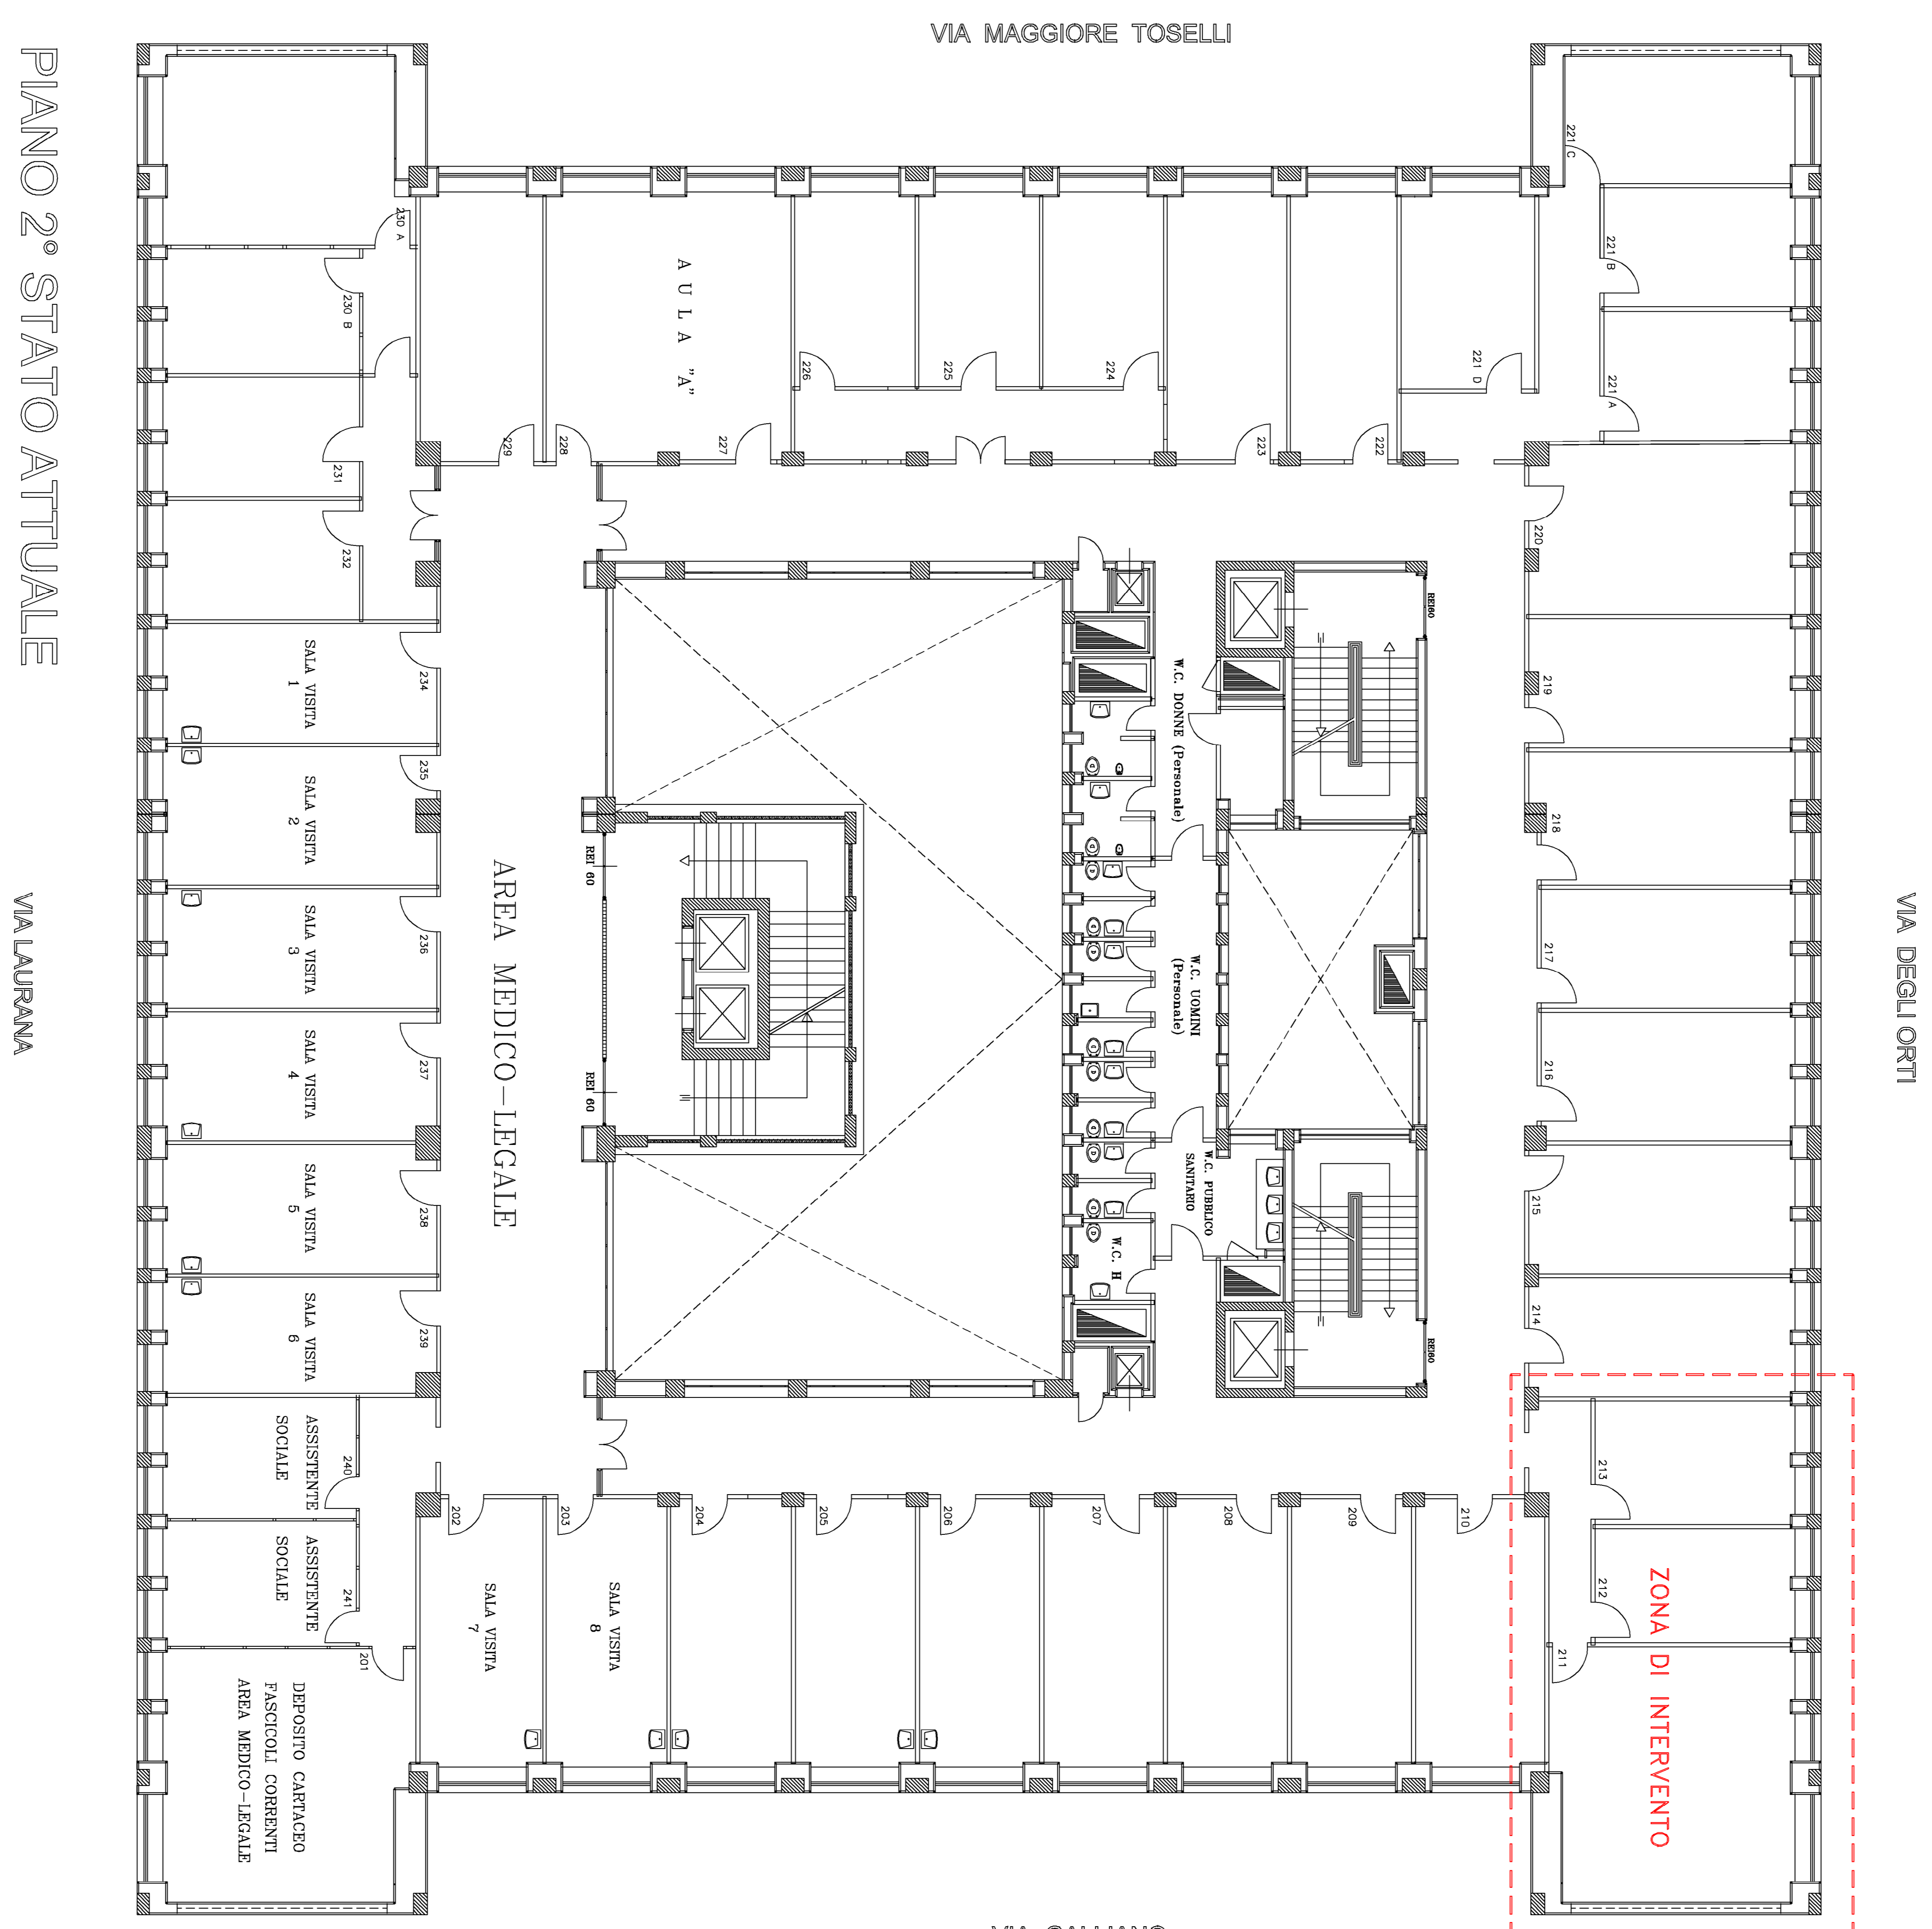 VIA MAGGIORE TOSELLI
PIANO 2° STATO ATTUALE
VIA LAURANA
VIA DEGLI ORTI
221 C
221 B
221 A
221 D
230 A
230 B
231
232
229
228
AULA "A"
227
226
225
224
223
222
220
219
218
217
216
215
214
213
212
211
ZONA DI INTERVENTO
REI60
REI60
W.C. DONNE (Personale)
W.C. UOMINI
(Personale)
W.C. PUBBLICO
SANITARIO
W.C. H
REI 60
REI 60
AREA MEDICO-LEGALE
234
SALA VISITA
1
235
SALA VISITA
2
236
SALA VISITA
3
237
SALA VISITA
4
238
SALA VISITA
5
239
SALA VISITA
6
240
ASSISTENTE
SOCIALE
241
ASSISTENTE
SOCIALE
201
DEPOSITO CARTACEO
FASCICOLI CORRENTI
AREA MEDICO-LEGALE
202
SALA VISITA
7
203
SALA VISITA
8
204
205
206
207
208
209
210